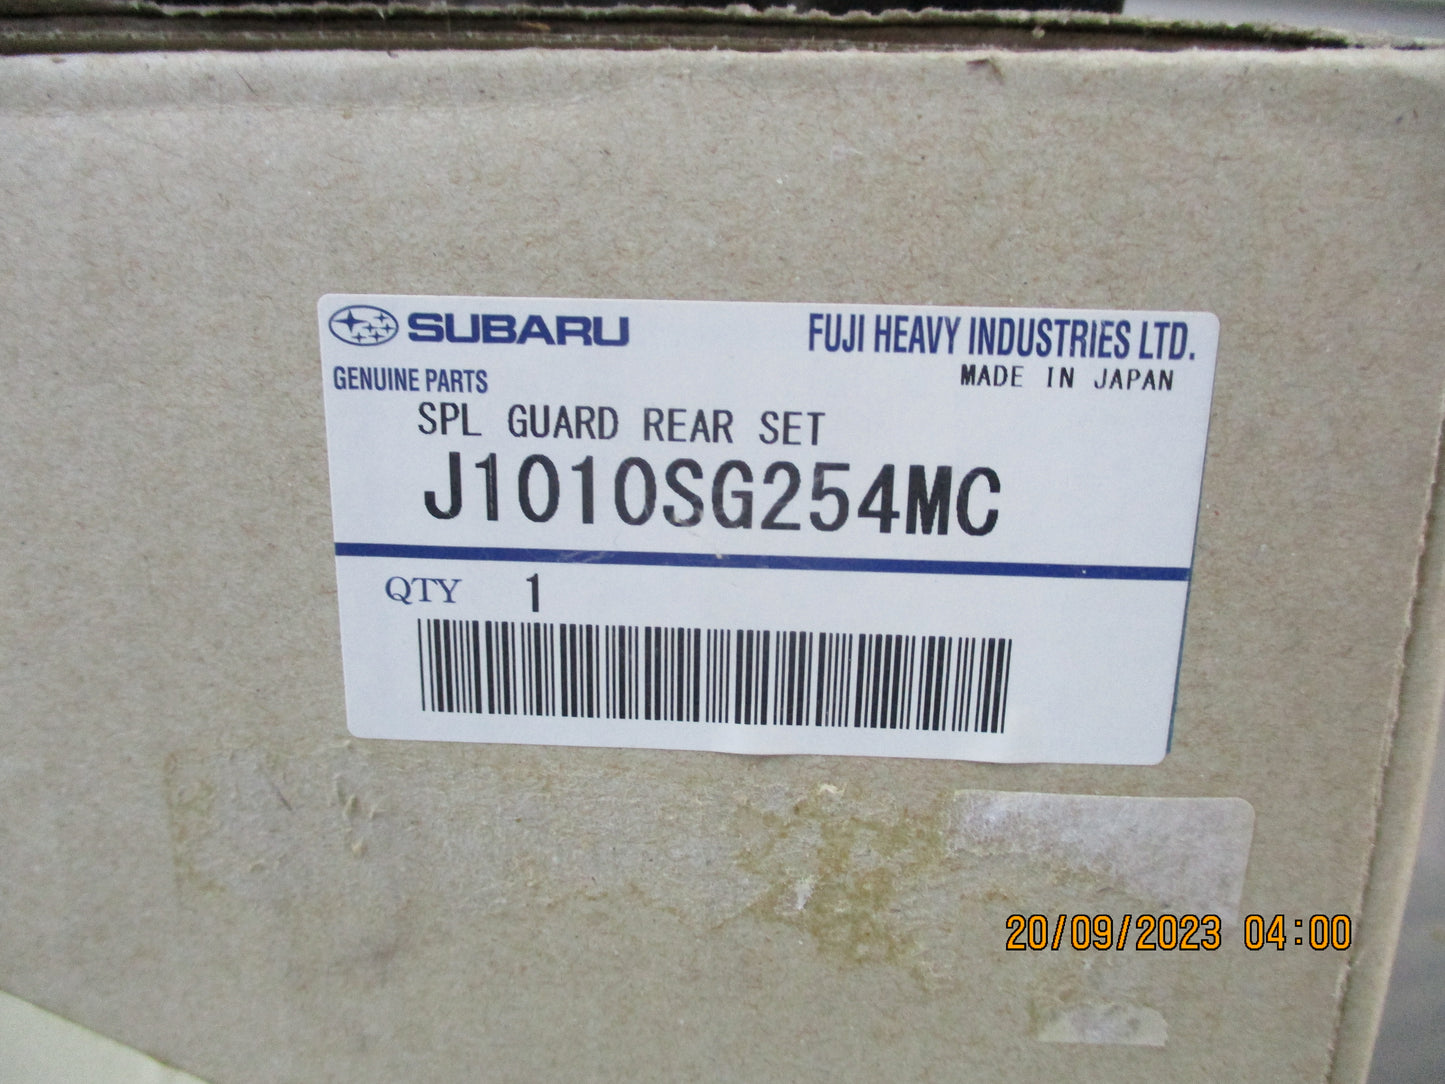 SUBARU
FUJI HEAVY INDUSTRIES LTD.
GENUINE PARTS
MADE IN JAPAN
SPL GUARD REAR SET
J1010SG254MC
QTY 1
20/09/2023 04:00